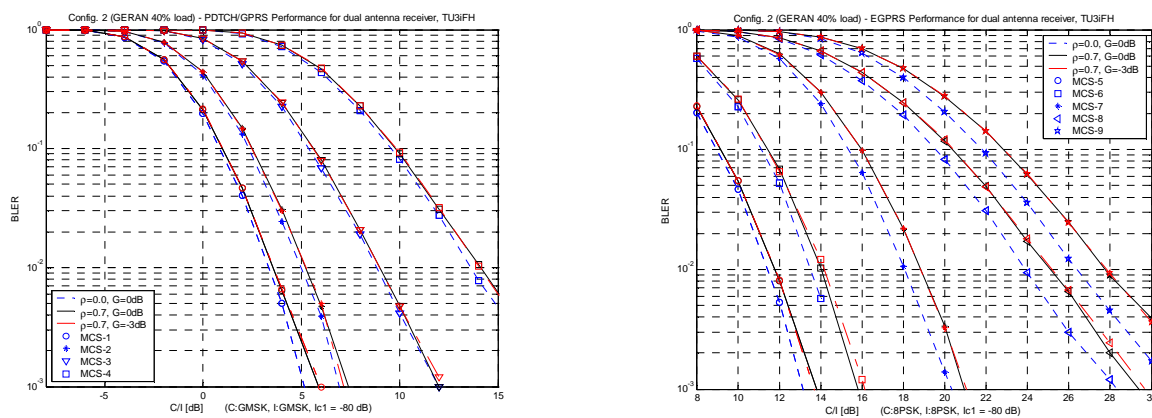 Config. 2 (GERAN 40% load) - PDTCH/GPRS Performance for dual antenna receiver, TU3iFH
10^0
10^-1
10^-2
10^-3
BLER
ρ=0.0, G=0dB
ρ=0.7, G=0dB
ρ=0.7, G=-3dB
MCS-1
MCS-2
MCS-3
MCS-4
-5
0
5
10
15
C/I [dB] (C:GMSK, I:GMSK, Ic1 = -80 dB)
Config. 2 (GERAN 40% load) - EGPRS Performance for dual antenna receiver, TU3iFH
10^0
10^-1
10^-2
10^-3
BLER
ρ=0.0, G=0dB
ρ=0.7, G=0dB
ρ=0.7, G=-3dB
MCS-5
MCS-6
MCS-7
MCS-8
MCS-9
8
10
12
14
16
18
20
22
24
26
28
30
C/I [dB] (C:8PSK, I:8PSK, Ic1 = -80 dB)